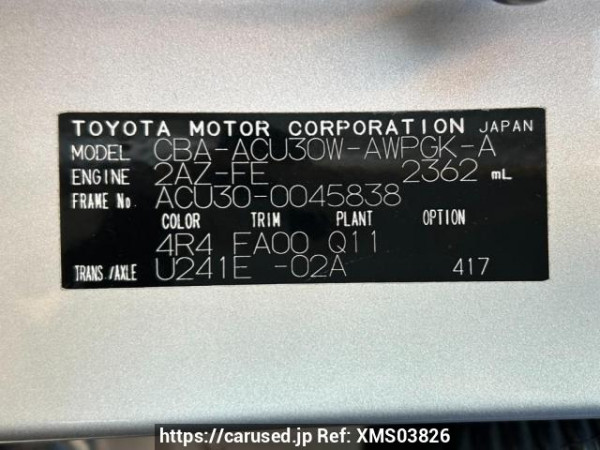 TOYOTA MOTOR CORPORATION JAPAN
MODEL CBA-ACU30W-AWPGK-A
ENGINE 2AZ-FE 2362 mL
FRAME No. ACU30-0045838
COLOR TRIM PLANT OPTION
4R4 FA00 Q11
TRANS./AXLE U241E -02A 417
https://carused.jp Ref: XMS03826